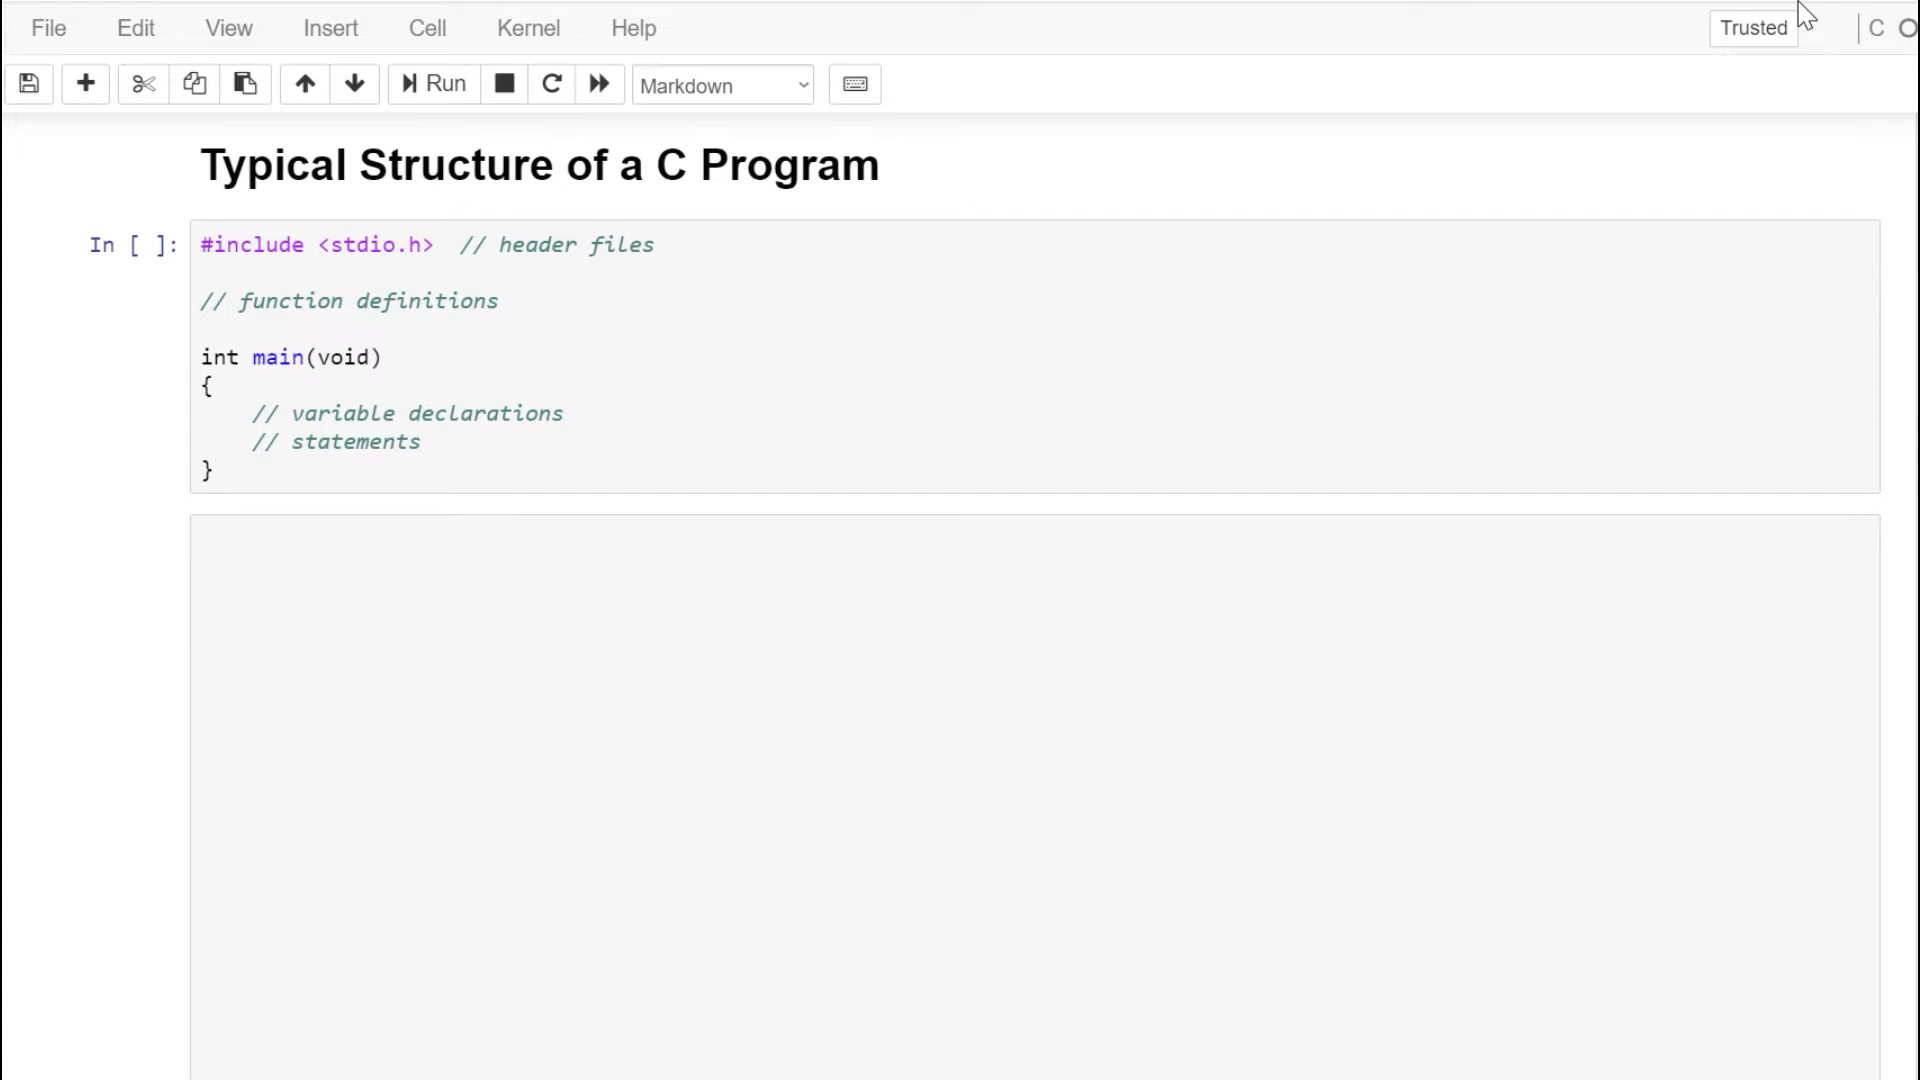 File Edit View Insert Cell Kernel Help Trusted C
Run Markdown
Typical Structure of a C Program
In [ ]: #include <stdio.h>  // header files
// function definitions
int main(void)
{
    // variable declarations
    // statements
}